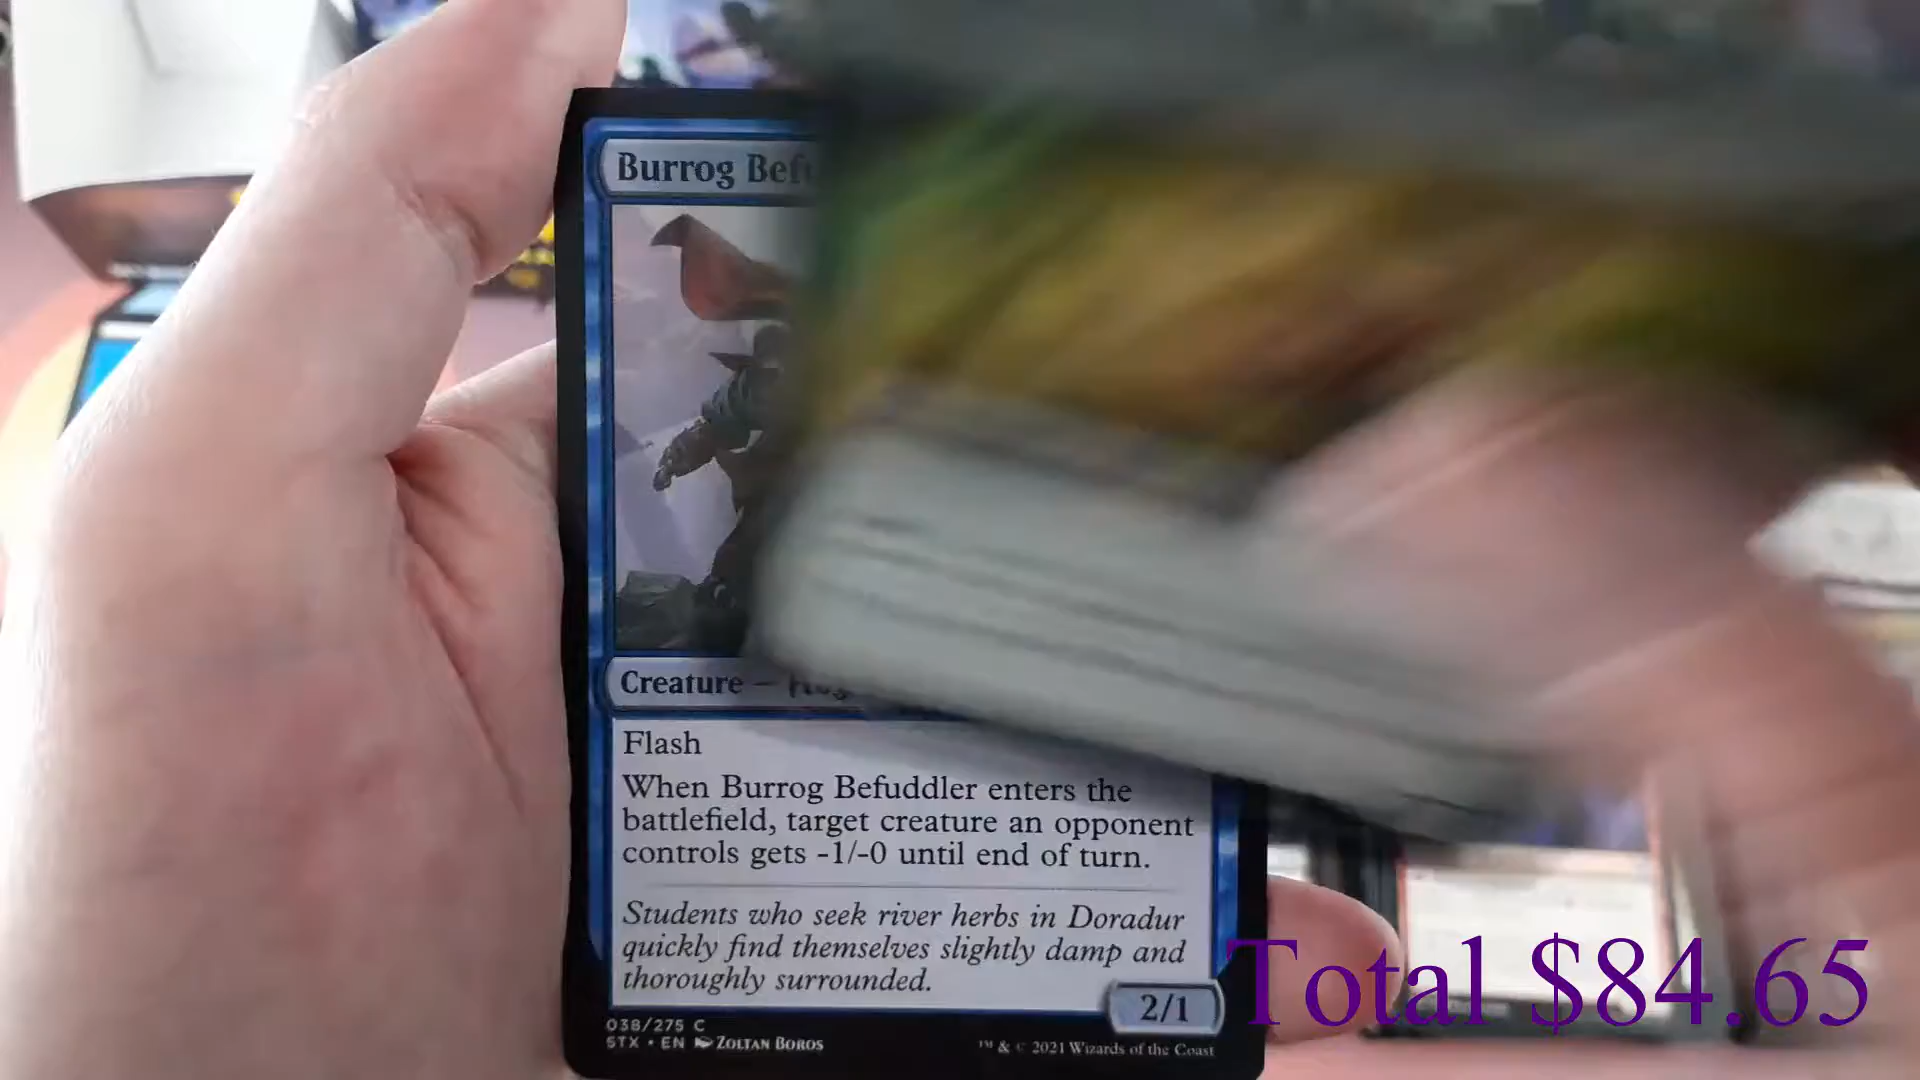 Burrog Bef
Creature —
Flash
When Burrog Befuddler enters the
battlefield, target creature an opponent
controls gets -1/-0 until end of turn.
Students who seek river herbs in Doradur
quickly find themselves slightly damp and
thoroughly surrounded.
2/1
038/275 C
STX • EN ZOLTAN BOROS
™ & © 2021 Wizards of the Coast
Total $84.65